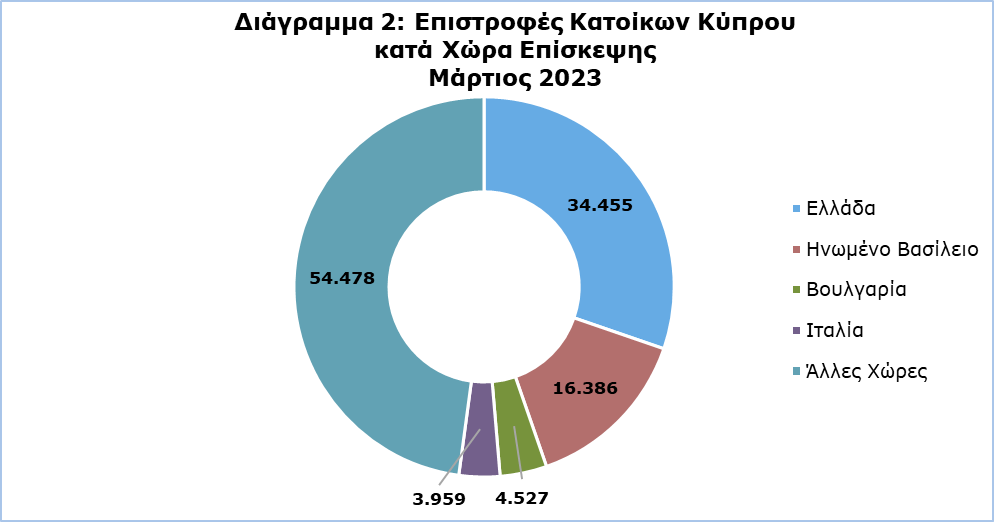 Διάγραμμα 2: Επιστροφές Κατοίκων Κύπρου
κατά Χώρα Επίσκεψης
Μάρτιος 2023
34.455
16.386
4.527
3.959
54.478
Ελλάδα
Ηνωμένο Βασίλειο
Βουλγαρία
Ιταλία
Άλλες Χώρες